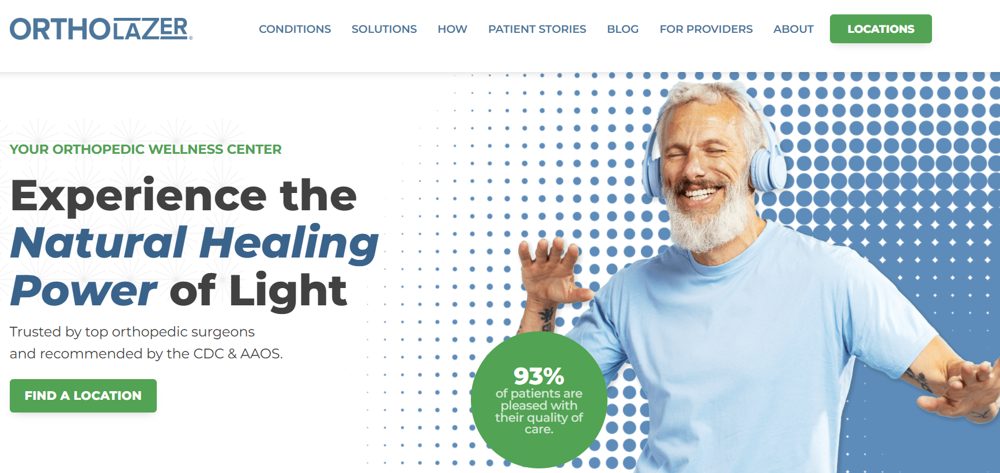 ORTHOLAZER®
CONDITIONS SOLUTIONS HOW PATIENT STORIES BLOG FOR PROVIDERS ABOUT LOCATIONS
YOUR ORTHOPEDIC WELLNESS CENTER
Experience the
Natural Healing
Power of Light
Trusted by top orthopedic surgeons
and recommended by the CDC & AAOS.
FIND A LOCATION
93%
of patients are
pleased with
their quality of
care.